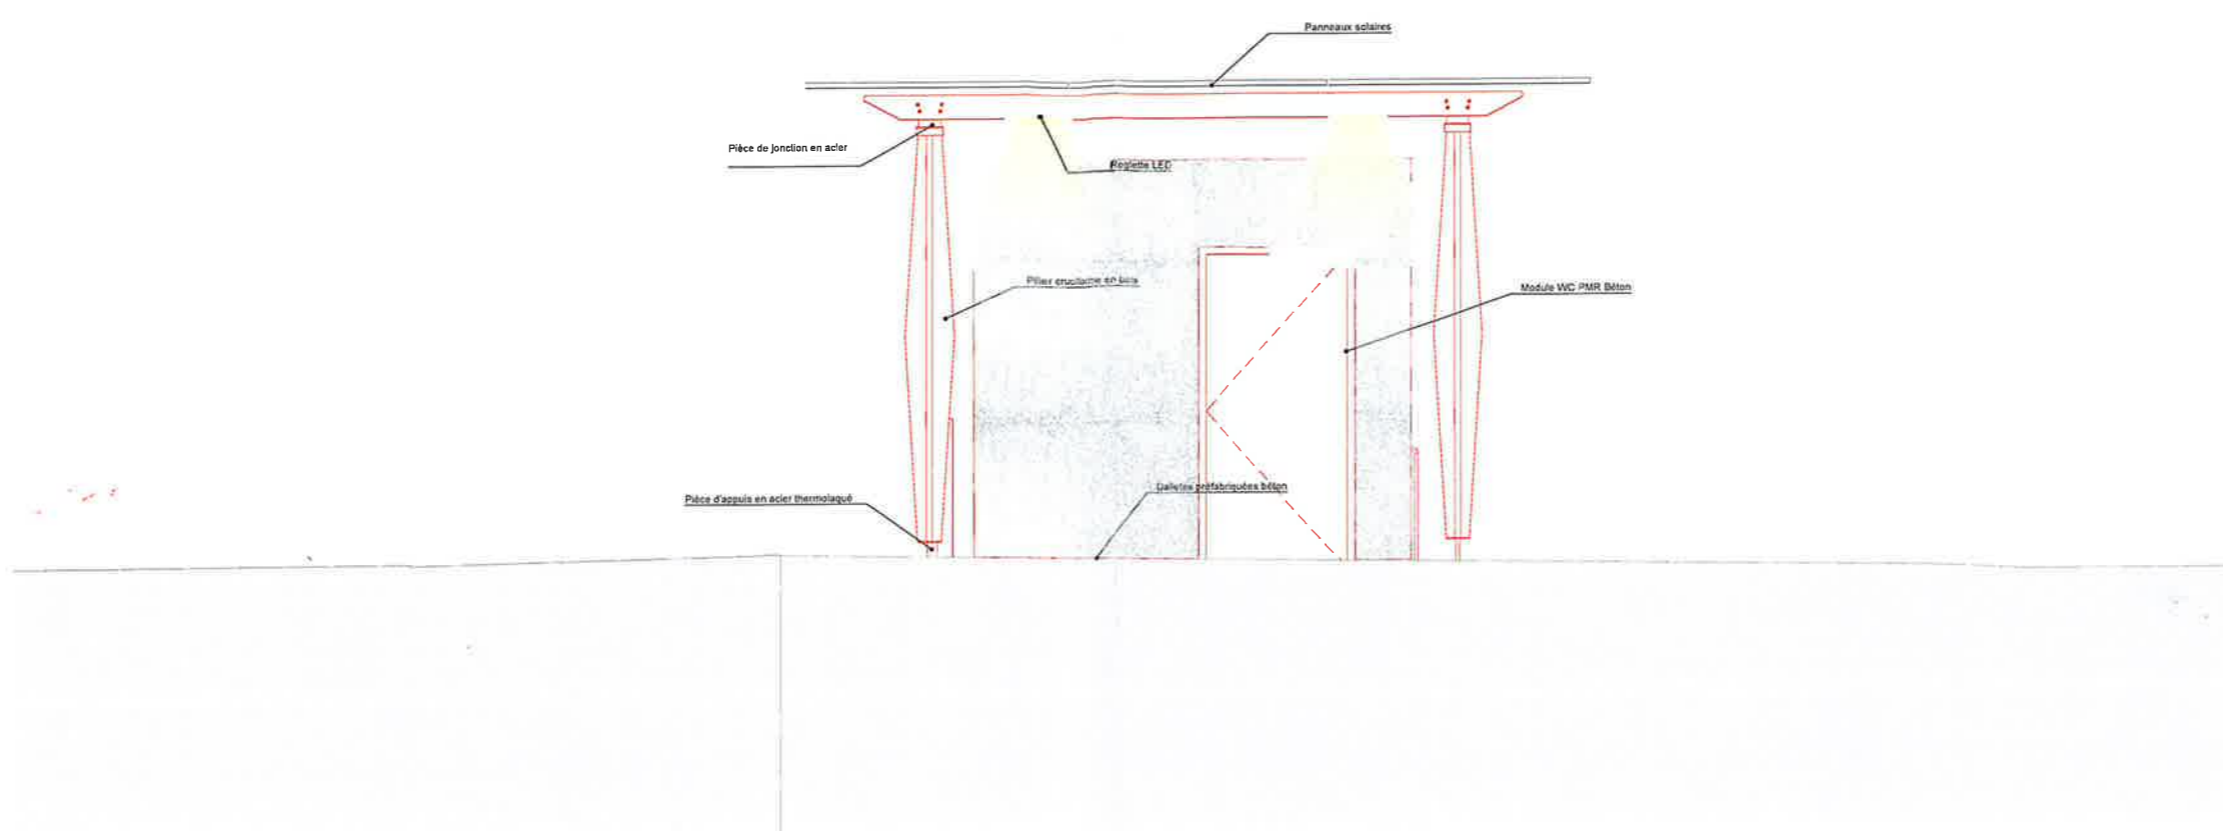 Panneaux solaires
Pièce de jonction en acier
Reglette LED
Pilier cruciforme en bois
Module WC PMR Béton
Pièce d'appuis en acier thermolaqué
Dalletes préfabriquées béton